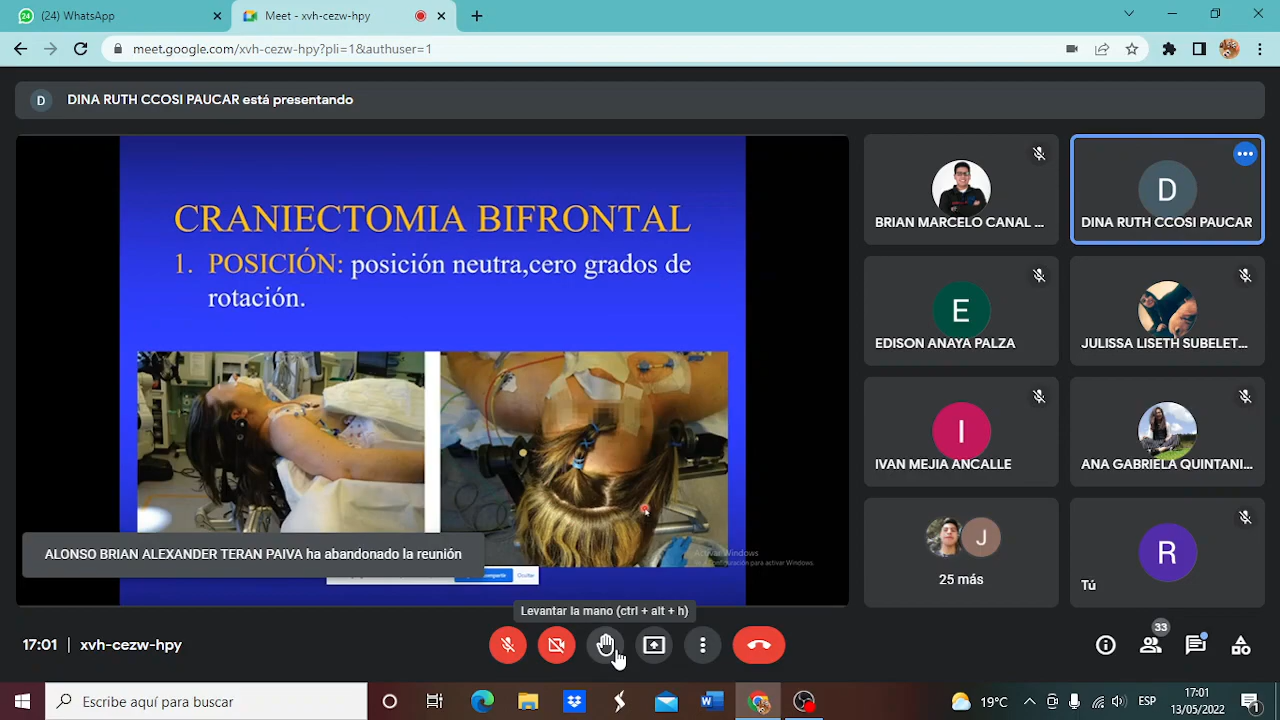 (24) WhatsApp
Meet - xvh-cezw-hpy
meet.google.com/xvh-cezw-hpy?pli=1&authuser=1
D DINA RUTH CCOSI PAUCAR está presentando
CRANIECTOMIA BIFRONTAL
1. POSICIÓN: posición neutra,cero grados de
rotación.
BRIAN MARCELO CANAL ...
D
DINA RUTH CCOSI PAUCAR
E
EDISON ANAYA PALZA
JULISSA LISETH SUBELET...
I
IVAN MEJIA ANCALLE
ANA GABRIELA QUINTANI...
J
25 más
R
Tú
Activar Windows
ALONSO BRIAN ALEXANDER TERAN PAIVA ha abandonado la reunión
Ocultar
Levantar la mano (ctrl + alt + h)
17:01 | xvh-cezw-hpy
33
Escribe aquí para buscar
19°C
ESP
17:01
13/05/2022